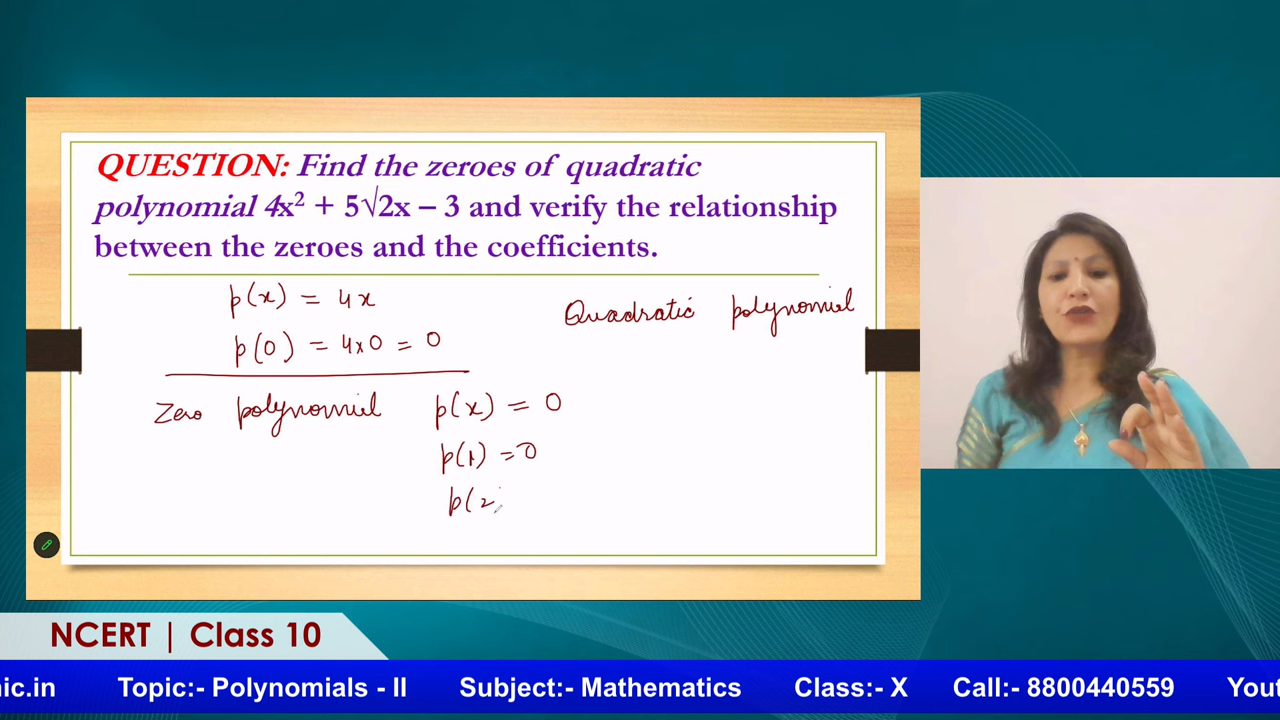 QUESTION: Find the zeroes of quadratic
polynomial 4x² + 5√2x – 3 and verify the relationship
between the zeroes and the coefficients.
p(x) = 4x
Quadratic polynomial
p(0) = 4x0 = 0
Zero polynomial p(x) = 0
p(1) = 0
p(2
NCERT | Class 10
ic.in Topic:- Polynomials - II Subject:- Mathematics Class:- X Call:- 8800440559 Yout